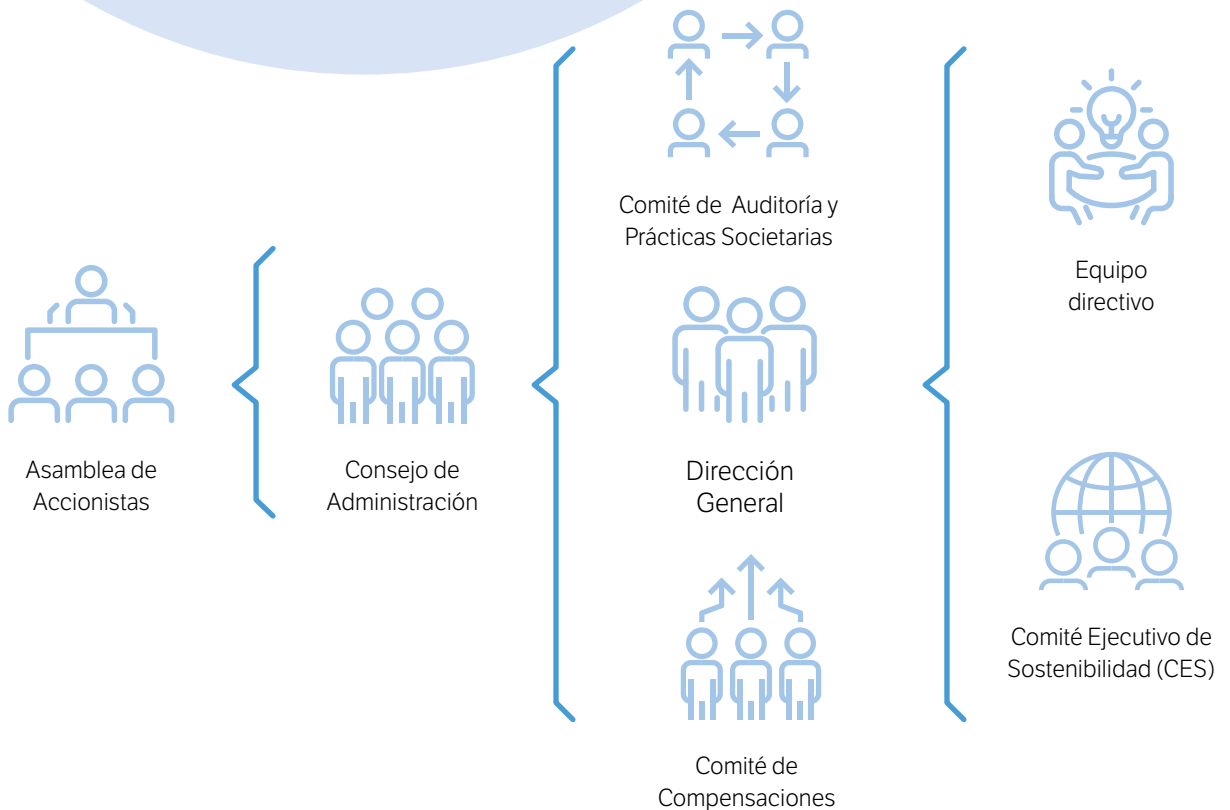 Asamblea de
Accionistas
Consejo de
Administración
Comité de Auditoría y
Prácticas Societarias
Dirección
General
Comité de
Compensaciones
Equipo
directivo
Comité Ejecutivo de
Sostenibilidad (CES)